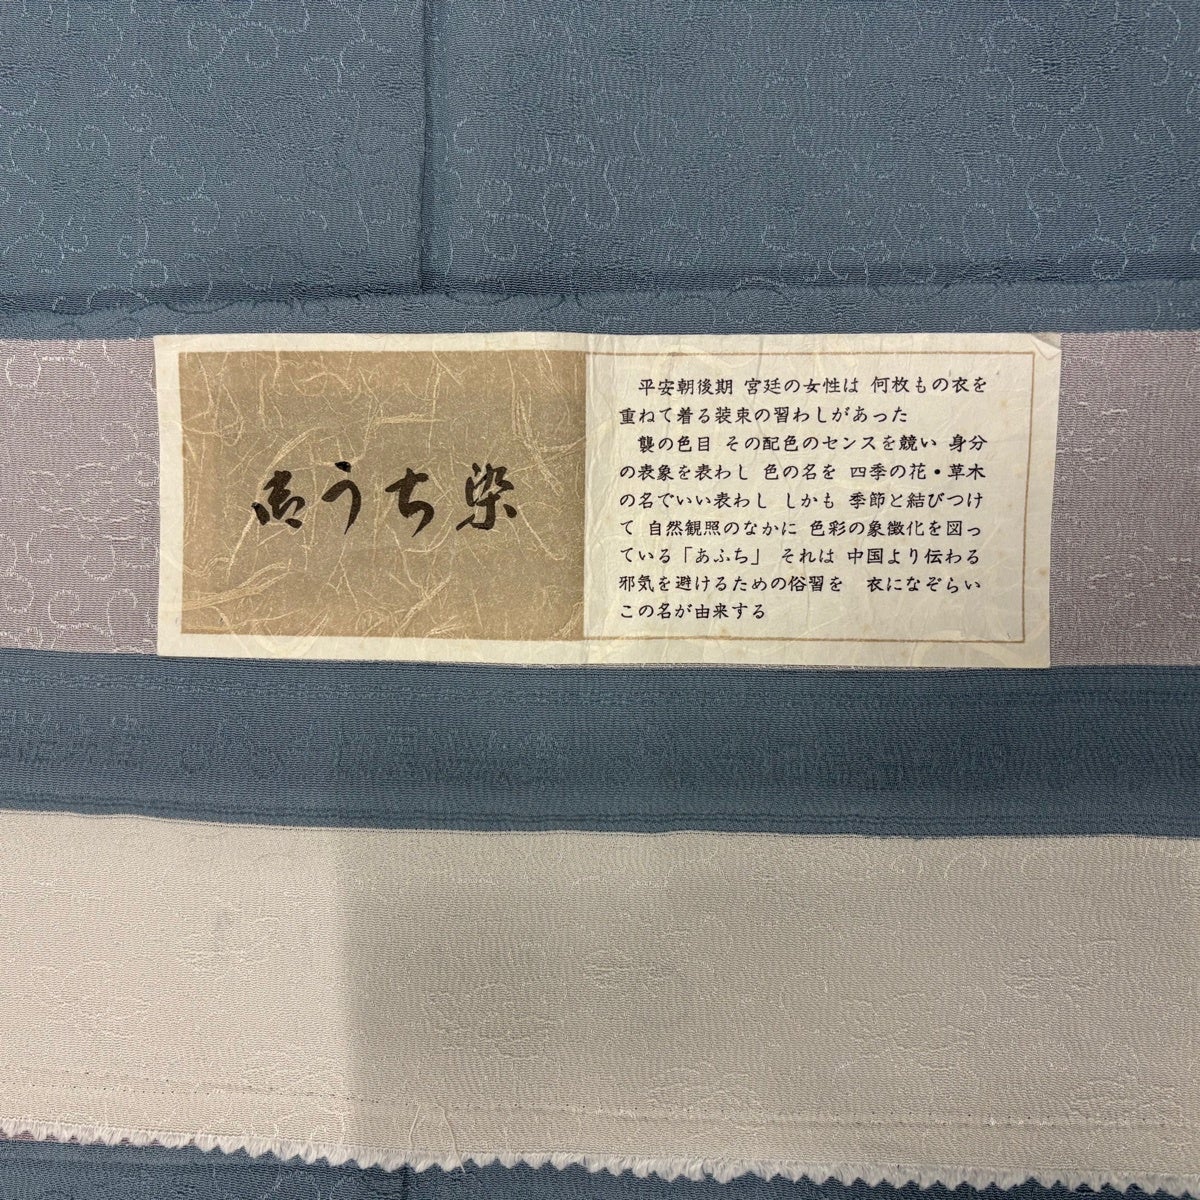 あうち染
平安朝後期 宮廷の女性は 何枚もの衣を
重ねて着る装束の習わしがあった
襲の色目 その配色のセンスを競い 身分
の表象を表わし 色の名を 四季の花・草木
の名でいい表わし しかも 季節と結びつけ
て 自然観照のなかに 色彩の象徴化を図っ
ている「あふち」 それは 中国より伝わる
邪気を避けるための俗習を 衣になぞらい
この名が由来する